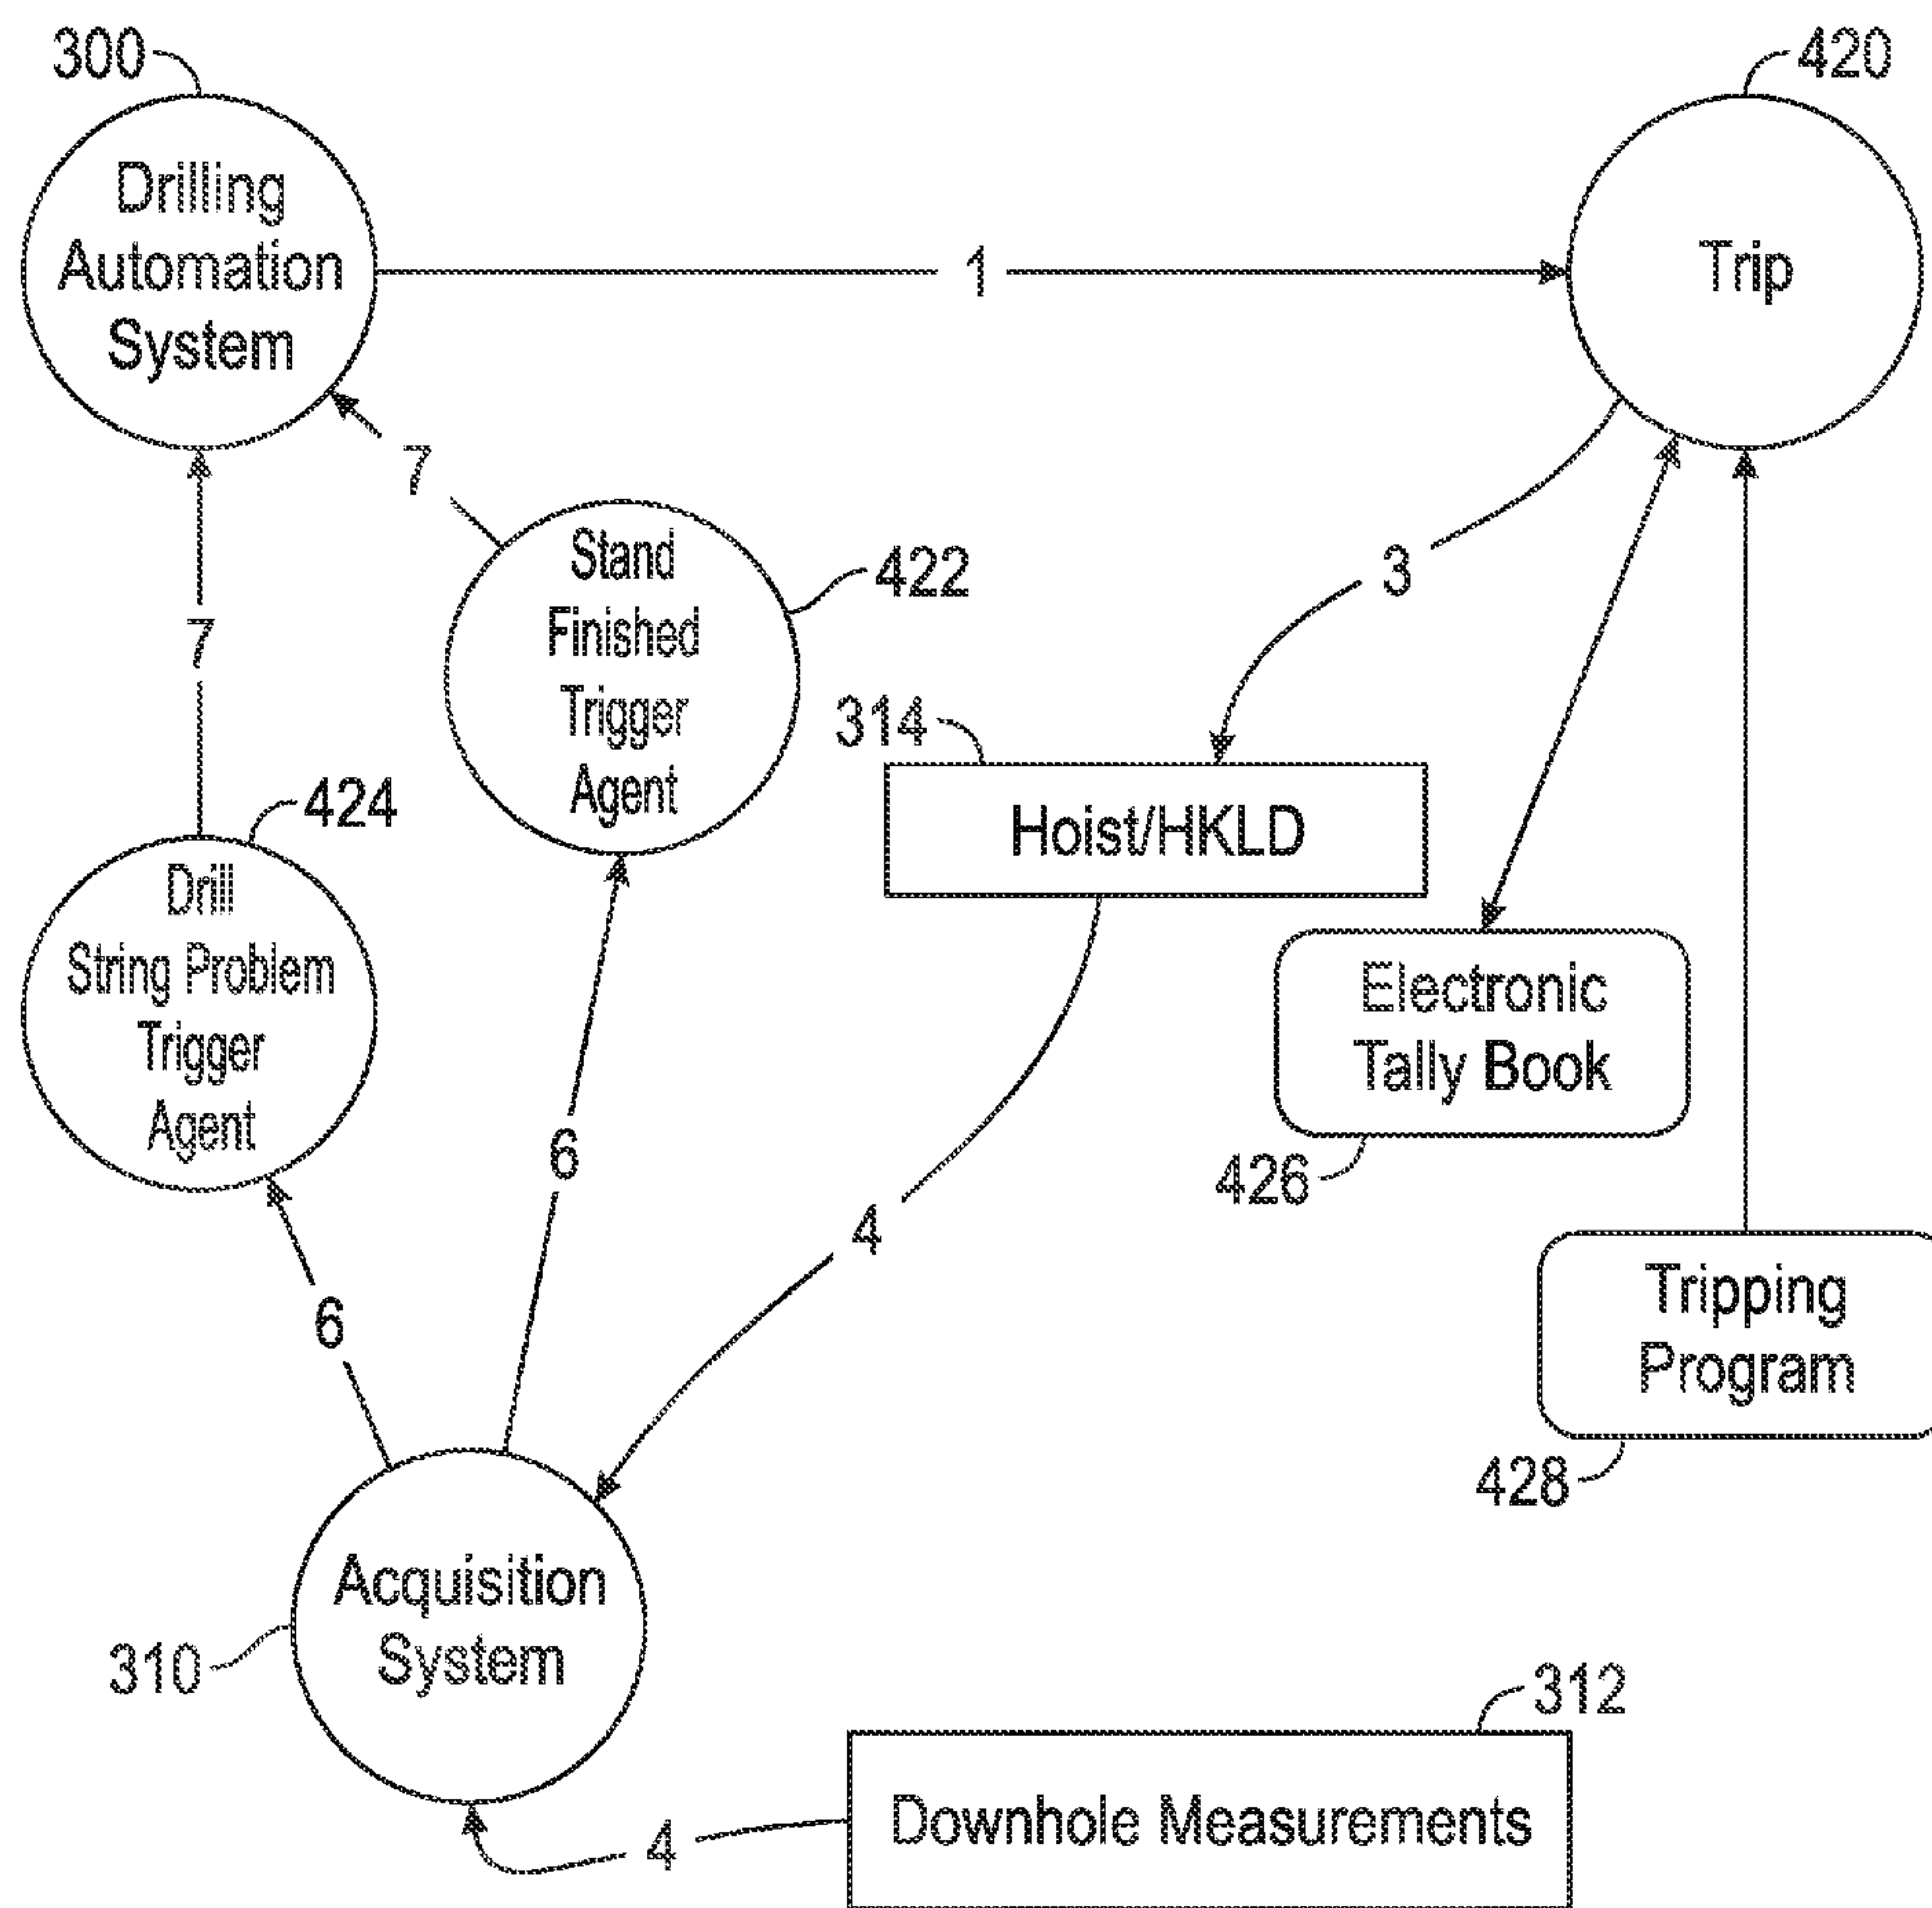 300
420
Drilling
Automation
System
1
Trip
7
Stand
Finished
Trigger
Agent
422
3
7
314
Hoist/HKLD
424
Drill
String Problem
Trigger
Agent
Electronic
Tally Book
426
6
4
6
Tripping
Program
428
Acquisition
System
310
312
4
Downhole Measurements